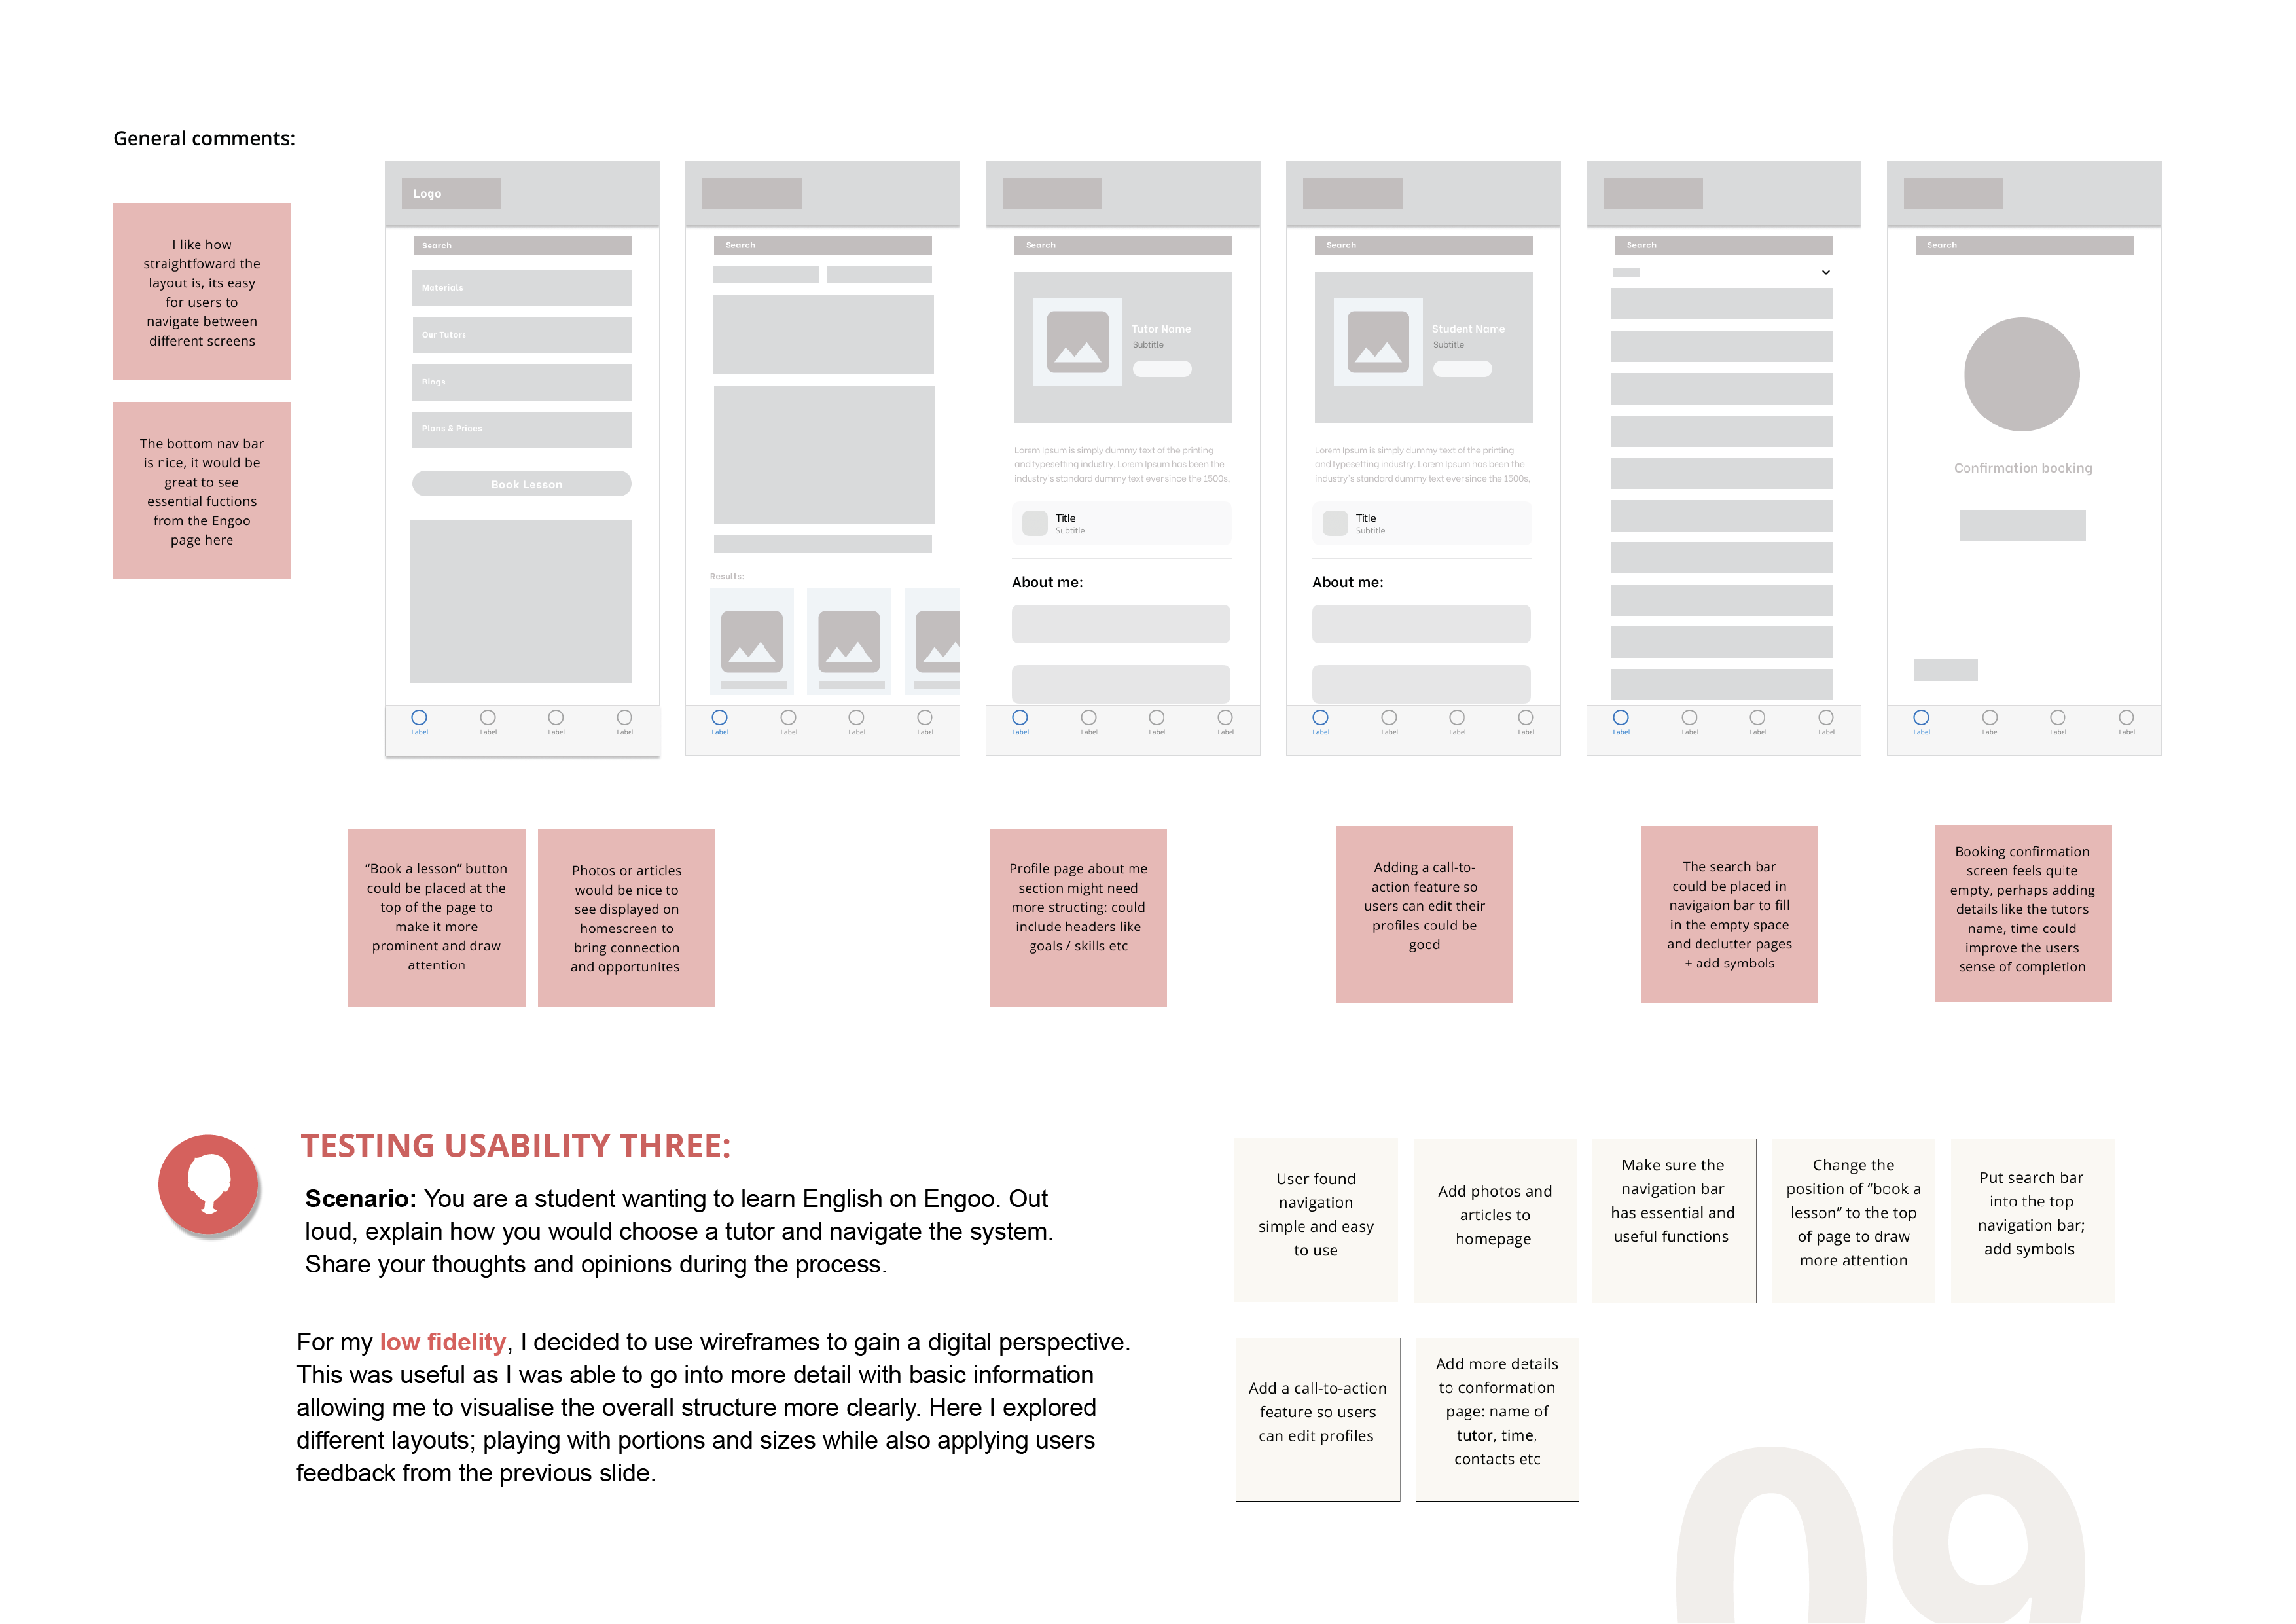 General comments:
I like how
straightfoward the
layout is, its easy
for users to
navigate between
different screens
The bottom nav bar
is nice, it would be
great to see
essential fuctions
from the Engoo
page here
Logo
Search
Materials
Our Tutors
Blogs
Plans & Prices
Book Lesson
Label
Label
Label
Label
Search
Results:
Label
Label
Label
Label
Search
Tutor Name
Subtitle
Lorem Ipsum is simply dummy text of the printing
and typesetting industry. Lorem Ipsum has been the
industry's standard dummy text ever since the 1500s,
Title
Subtitle
About me:
Label
Label
Label
Label
Search
Student Name
Subtitle
Lorem Ipsum is simply dummy text of the printing
and typesetting industry. Lorem Ipsum has been the
industry's standard dummy text ever since the 1500s,
Title
Subtitle
About me:
Label
Label
Label
Label
Search
Label
Label
Label
Label
Search
Confirmation booking
Label
Label
Label
Label
“Book a lesson” button
could be placed at the
top of the page to
make it more
prominent and draw
attention
Photos or articles
would be nice to
see displayed on
homescreen to
bring connection
and opportunites
Profile page about me
section might need
more structing: could
include headers like
goals / skills etc
Adding a call-to-
action feature so
users can edit their
profiles could be
good
The search bar
could be placed in
navigaion bar to fill
in the empty space
and declutter pages
+ add symbols
Booking confirmation
screen feels quite
empty, perhaps adding
details like the tutors
name, time could
improve the users
sense of completion
TESTING USABILITY THREE:
Scenario: You are a student wanting to learn English on Engoo. Out
loud, explain how you would choose a tutor and navigate the system.
Share your thoughts and opinions during the process.
For my low fidelity, I decided to use wireframes to gain a digital perspective.
This was useful as I was able to go into more detail with basic information
allowing me to visualise the overall structure more clearly. Here I explored
different layouts; playing with portions and sizes while also applying users
feedback from the previous slide.
User found
navigation
simple and easy
to use
Add photos and
articles to
homepage
Make sure the
navigation bar
has essential and
useful functions
Change the
position of “book a
lesson” to the top
of page to draw
more attention
Put search bar
into the top
navigation bar;
add symbols
Add a call-to-action
feature so users
can edit profiles
Add more details
to conformation
page: name of
tutor, time,
contacts etc
09